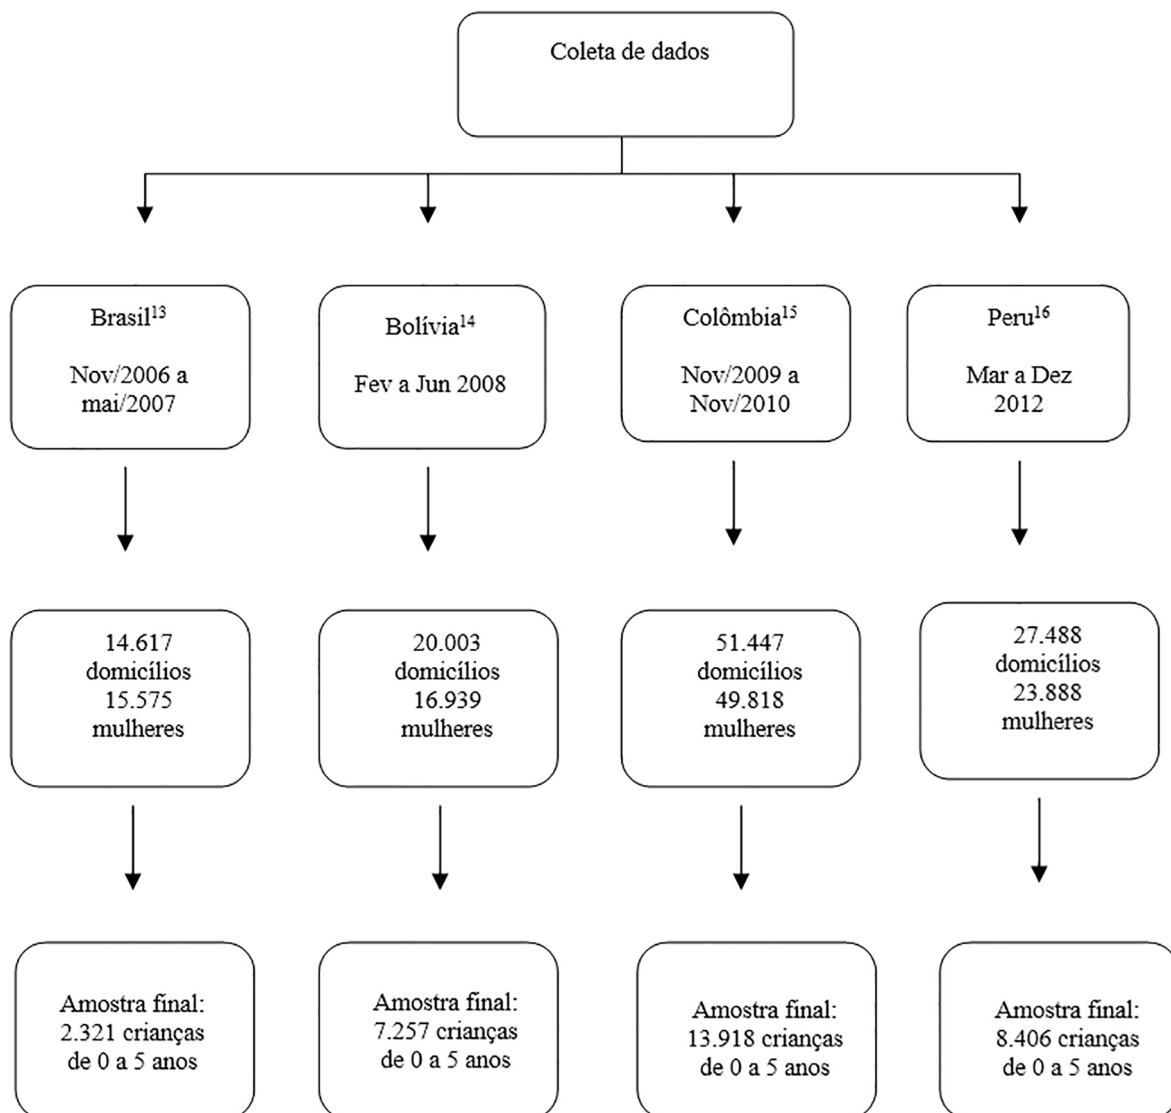 Coleta de dados
Brasil¹³
Nov/2006 a
mai/2007
Bolívia¹⁴
Fev a Jun 2008
Colômbia¹⁵
Nov/2009 a
Nov/2010
Peru¹⁶
Mar a Dez
2012
14.617
domicílios
15.575
mulheres
20.003
domicílios
16.939
mulheres
51.447
domicílios
49.818
mulheres
27.488
domicílios
23.888
mulheres
Amostra final:
2.321 crianças
de 0 a 5 anos
Amostra final:
7.257 crianças
de 0 a 5 anos
Amostra final:
13.918 crianças
de 0 a 5 anos
Amostra final:
8.406 crianças
de 0 a 5 anos